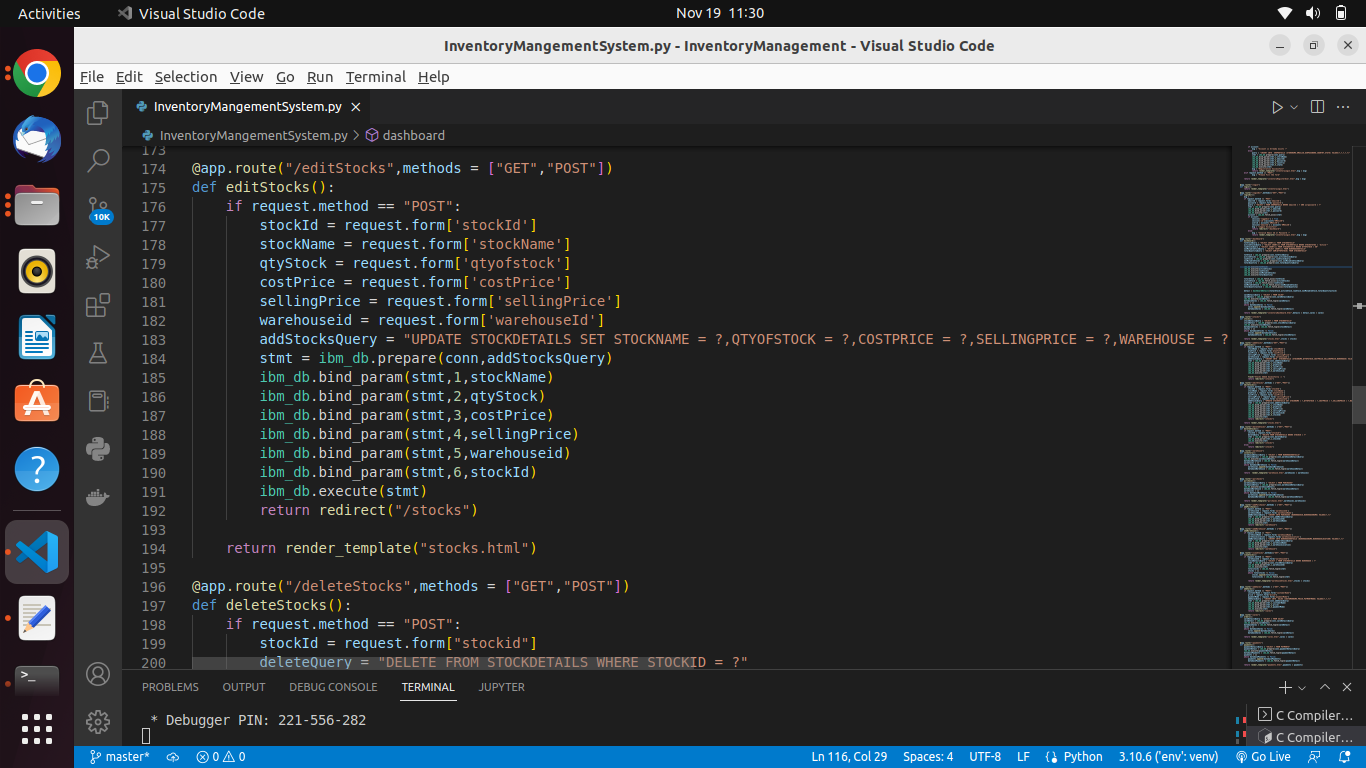 Activities Visual Studio Code Nov 19 11:30
InventoryMangementSystem.py - InventoryManagement - Visual Studio Code
File Edit Selection View Go Run Terminal Help
InventoryMangementSystem.py
InventoryMangementSystem.py > dashboard
10K
173
174 @app.route("/editStocks",methods = ["GET","POST"])
175 def editStocks():
176 if request.method == "POST":
177 stockId = request.form['stockId']
178 stockName = request.form['stockName']
179 qtyStock = request.form['qtyofstock']
180 costPrice = request.form['costPrice']
181 sellingPrice = request.form['sellingPrice']
182 warehouseid = request.form['warehouseId']
183 addStocksQuery = "UPDATE STOCKDETAILS SET STOCKNAME = ?,QTYOFSTOCK = ?,COSTPRICE = ?,SELLINGPRICE = ?,WAREHOUSE = ?
184 stmt = ibm_db.prepare(conn,addStocksQuery)
185 ibm_db.bind_param(stmt,1,stockName)
186 ibm_db.bind_param(stmt,2,qtyStock)
187 ibm_db.bind_param(stmt,3,costPrice)
188 ibm_db.bind_param(stmt,4,sellingPrice)
189 ibm_db.bind_param(stmt,5,warehouseid)
190 ibm_db.bind_param(stmt,6,stockId)
191 ibm_db.execute(stmt)
192 return redirect("/stocks")
193
194 return render_template("stocks.html")
195
196 @app.route("/deleteStocks",methods = ["GET","POST"])
197 def deleteStocks():
198 if request.method == "POST":
199 stockId = request.form["stockid"]
200 deleteQuery = "DELETE FROM STOCKDETAILS WHERE STOCKID = ?"
PROBLEMS OUTPUT DEBUG CONSOLE TERMINAL JUPYTER
* Debugger PIN: 221-556-282
C Compiler...
C Compiler...
master* 0 0 Ln 116, Col 29 Spaces: 4 UTF-8 LF Python 3.10.6 ('env': venv) Go Live